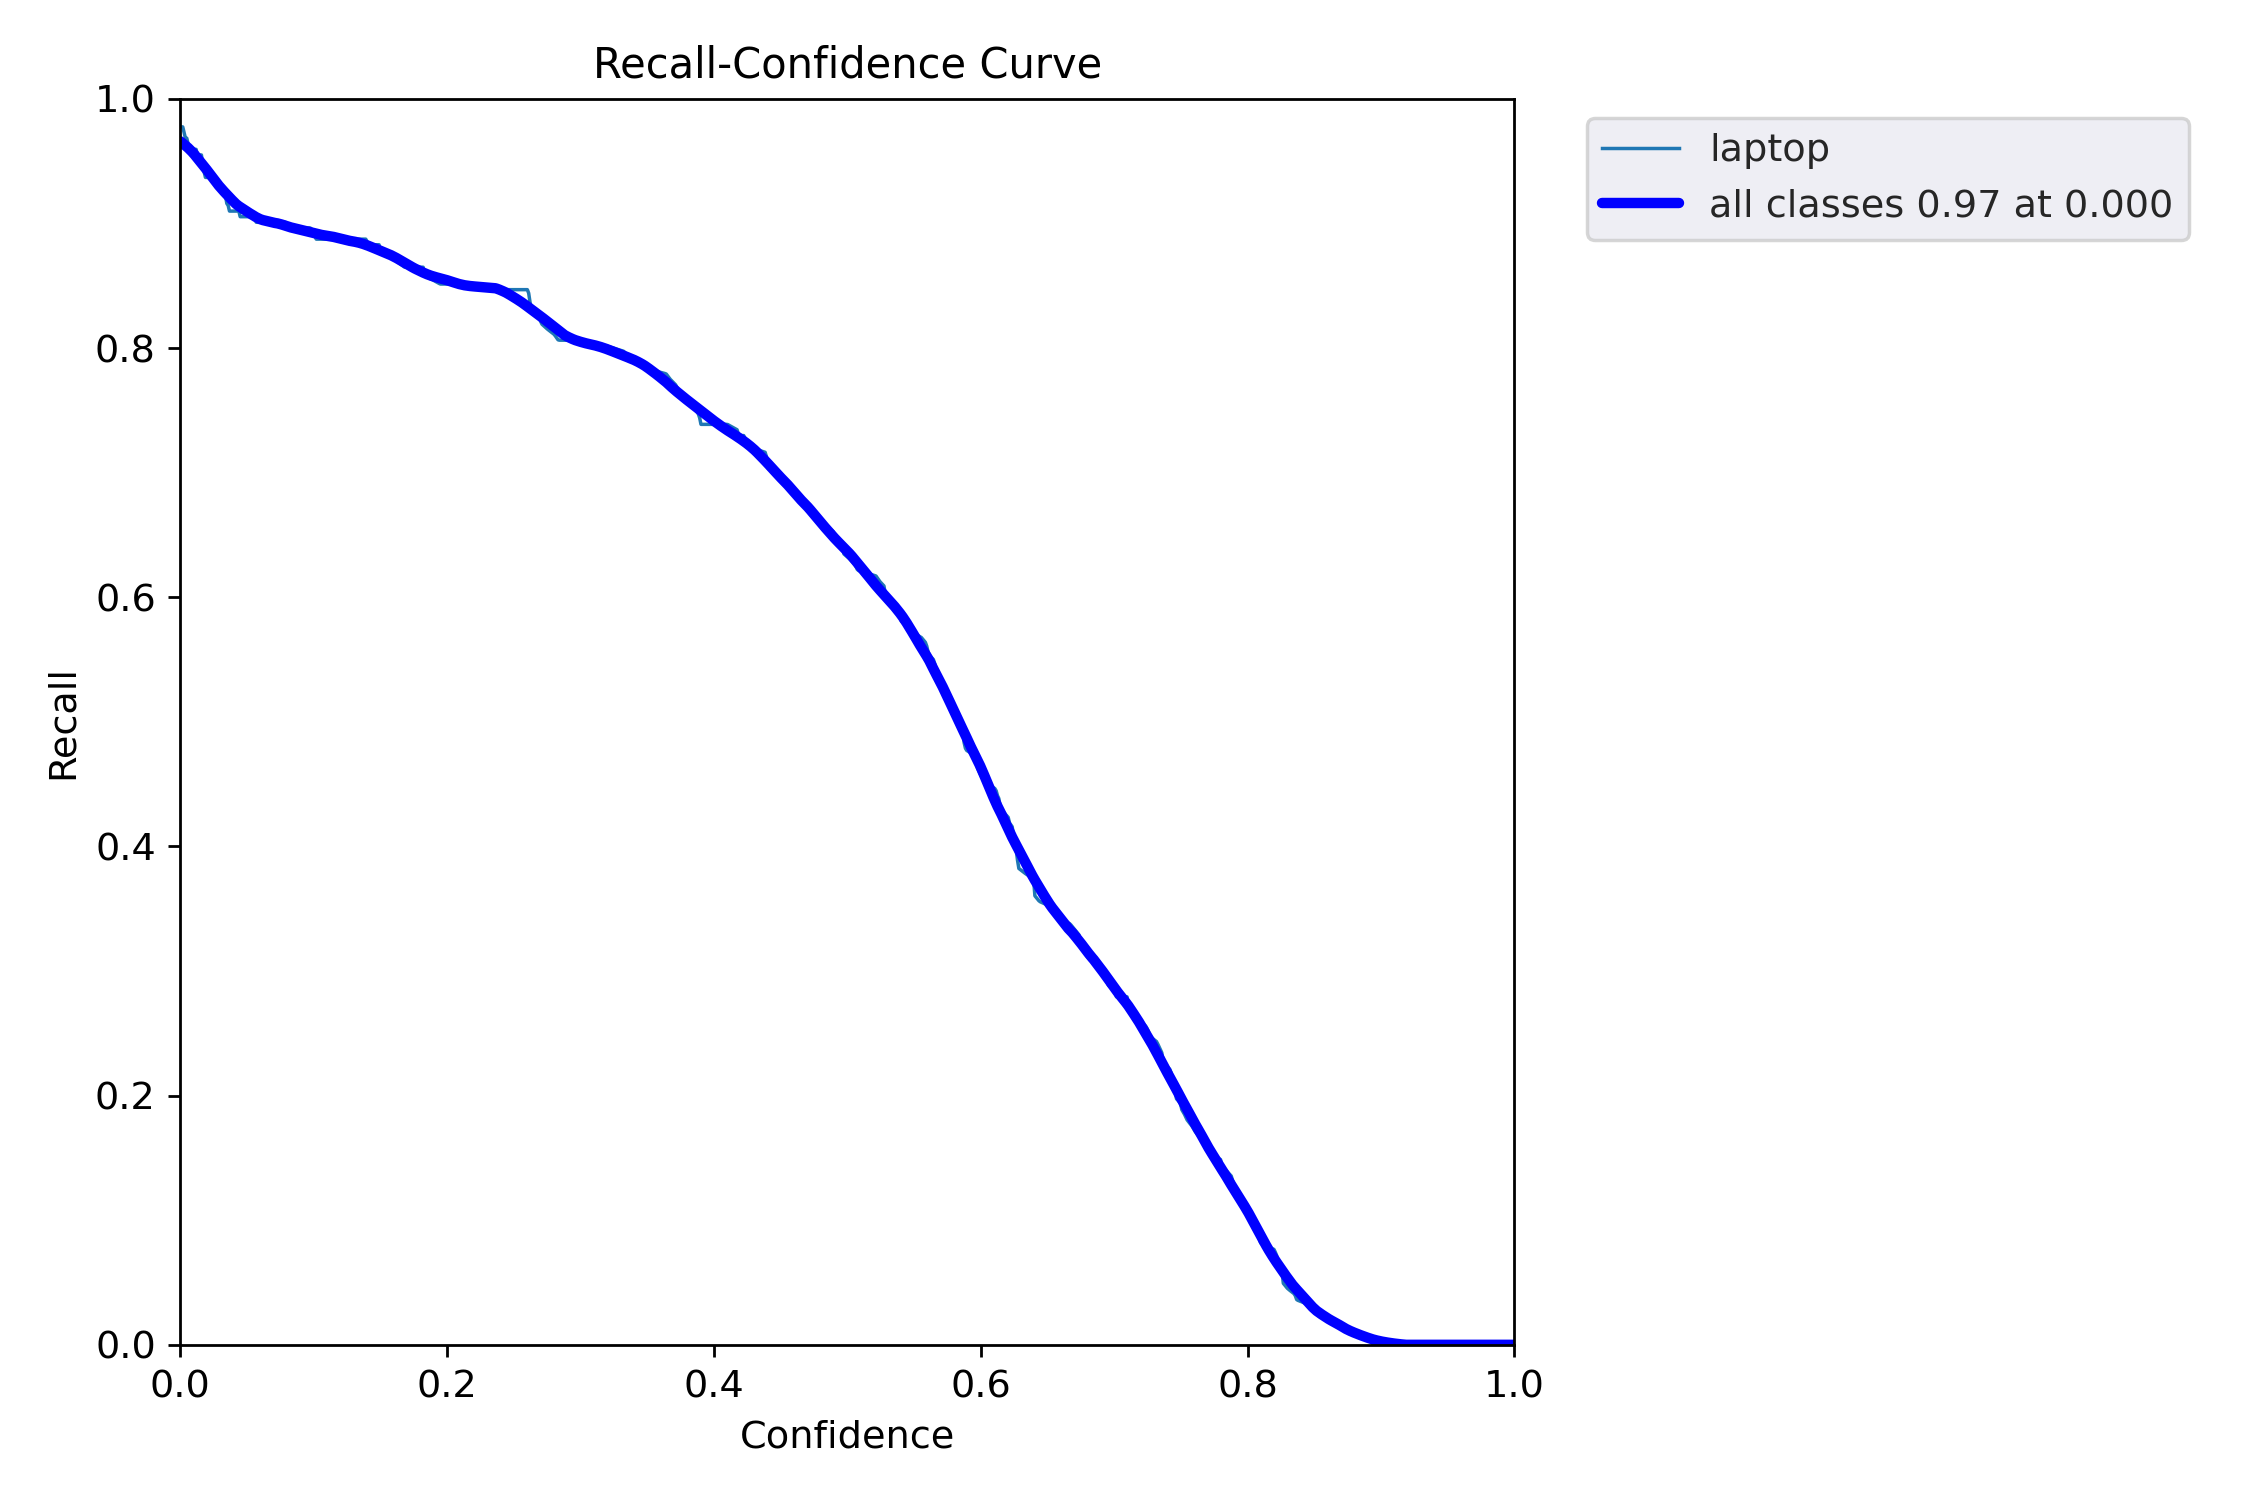 Recall-Confidence Curve
laptop
all classes 0.97 at 0.000
1.0
0.8
0.6
0.4
0.2
0.0
Recall
0.0 0.2 0.4 0.6 0.8 1.0
Confidence